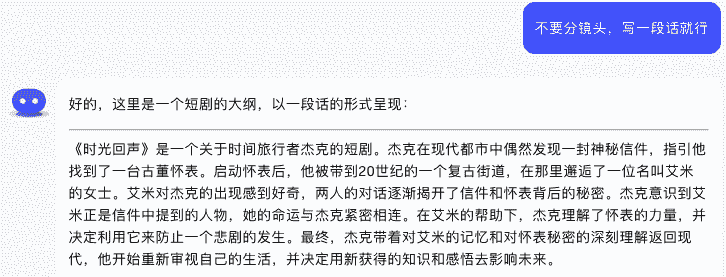 不要分镜头，写一段话就行
好的，这里是一个短剧的大纲，以一段话的形式呈现：
《时光回声》是一个关于时间旅行者杰克的短剧。杰克在现代都市中偶然发现一封神秘信件，指引他
找到了一台古董怀表。启动怀表后，他被带到20世纪的一个复古街道，在那里邂逅了一位名叫艾米
的女士。艾米对杰克的出现感到好奇，两人的对话逐渐揭开了信件和怀表背后的秘密。杰克意识到艾
米正是信件中提到的人物，她的命运与杰克紧密相连。在艾米的帮助下，杰克理解了怀表的力量，并
决定利用它来防止一个悲剧的发生。最终，杰克带着对艾米的记忆和对怀表秘密的深刻理解返回现
代，他开始重新审视自己的生活，并决定用新获得的知识和感悟去影响未来。